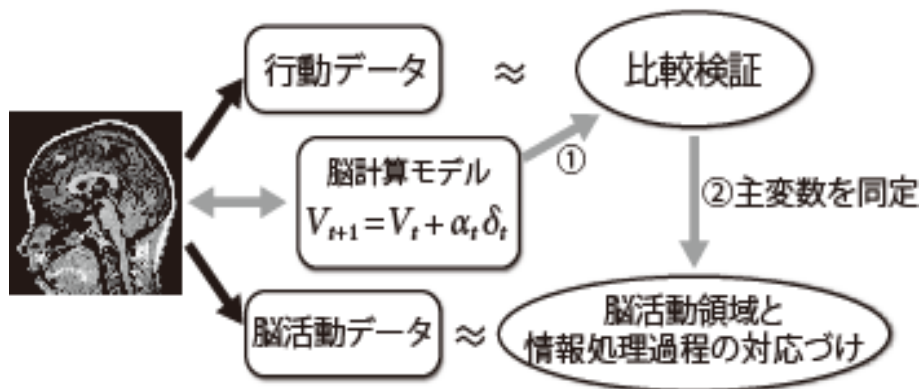 行動データ
≈
比較検証
脳計算モデル
V_{t+1}=V_t+α_tδ_t
①
②主変数を同定
脳活動データ
≈
脳活動領域と
情報処理過程の対応づけ